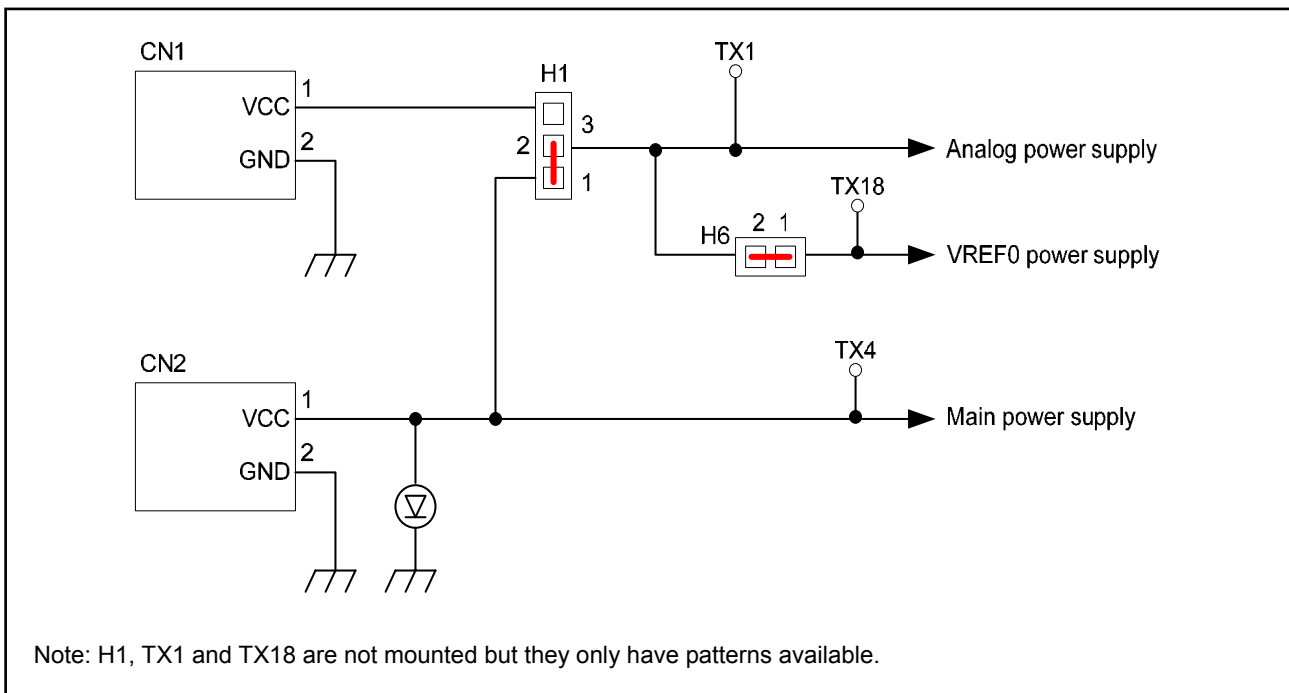 CN1
VCC 1
GND 2
H1
3
2
1
TX1
Analog power supply
TX18
H6 2 1
VREF0 power supply
CN2
VCC 1
GND 2
TX4
Main power supply
Note: H1, TX1 and TX18 are not mounted but they only have patterns available.